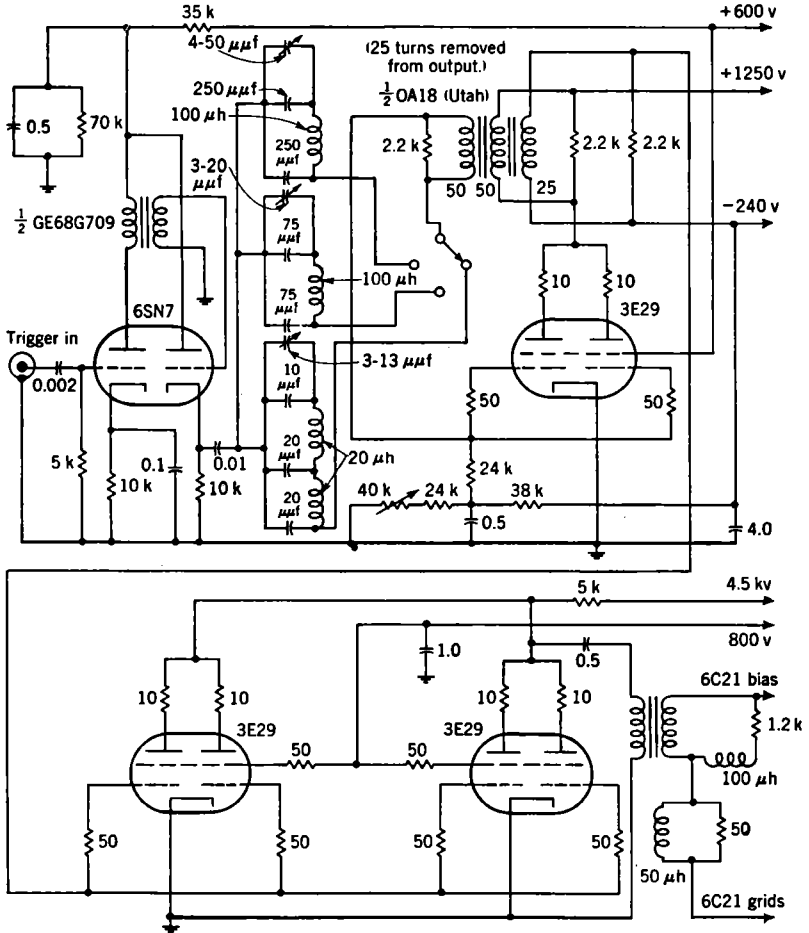 35 k
+600 v
4-50 μμf
(25 turns removed
from output.)
+1250 v
250 μμf
½ OA18 (Utah)
100 μh
0.5
70 k
250
μμf
2.2 k
2.2 k
2.2 k
3-20
μμf
50
50
25
½ GE68G709
75
μμf
−240 v
100 μh
10
10
75
μμf
6SN7
3E29
Trigger in
3-13 μμf
0.002
10
μμf
50
50
20
μμf
20 μh
5 k
0.1
0.01
24 k
10 k
10 k
20
μμf
40 k
24 k
38 k
0.5
4.0
5 k
4.5 kv
800 v
1.0
0.5
6C21 bias
10
10
10
10
1.2 k
3E29
3E29
50
50
100 μh
50
50
50
50
50
50 μh
6C21 grids